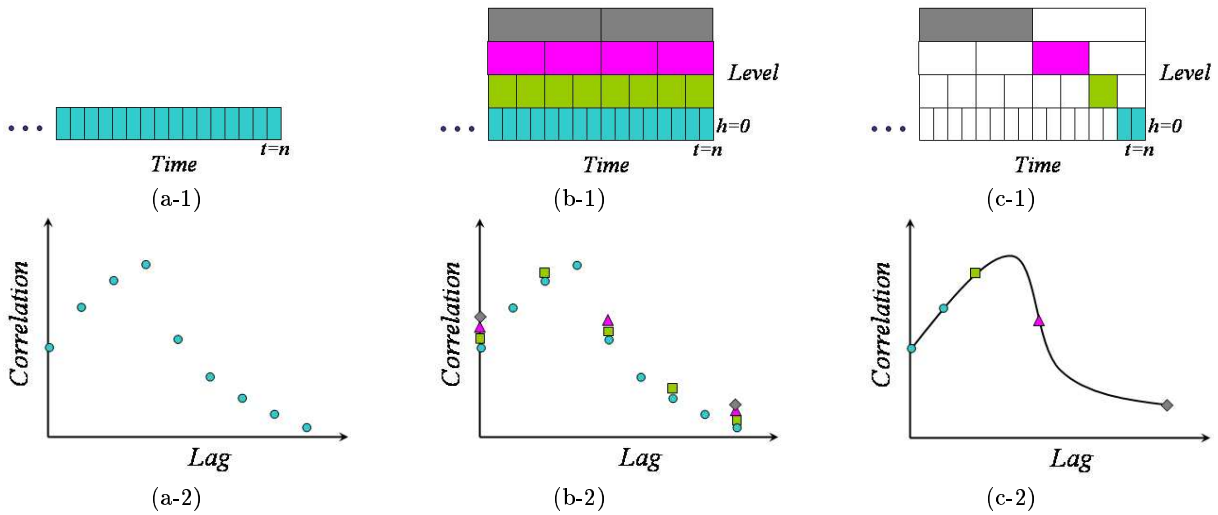 • • •
t=n
Time
(a-1)
• • •
Level
h=0
t=n
Time
(b-1)
• • •
Level
h=0
t=n
Time
(c-1)
Correlation
Lag
(a-2)
Correlation
Lag
(b-2)
Correlation
Lag
(c-2)